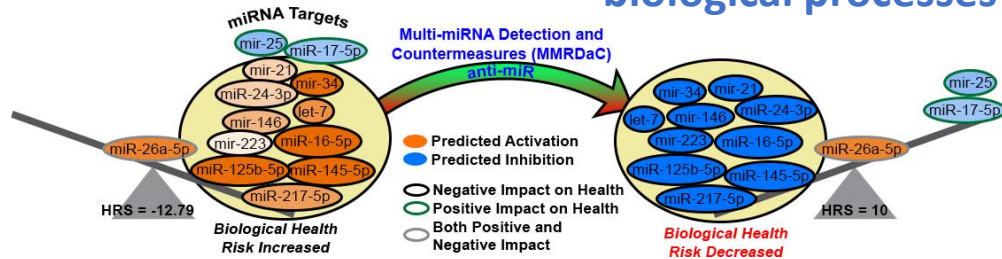 biological processes
miRNA Targets
mir-25
miR-17-5p
mir-21
mir-34
miR-24-3p
let-7
mir-146
mir-223
miR-16-5p
miR-26a-5p
miR-125b-5p
miR-145-5p
miR-217-5p
HRS = -12.79
Biological Health
Risk Increased
Multi-miRNA Detection and
Countermeasures (MMRDaC)
anti-miR
Predicted Activation
Predicted Inhibition
Negative Impact on Health
Positive Impact on Health
Both Positive and
Negative Impact
mir-34
mir-21
let-7
mir-146
miR-24-3p
mir-223
miR-16-5p
miR-125b-5p
miR-145-5p
miR-217-5p
Biological Health
Risk Decreased
mir-25
miR-17-5p
miR-26a-5p
HRS = 10